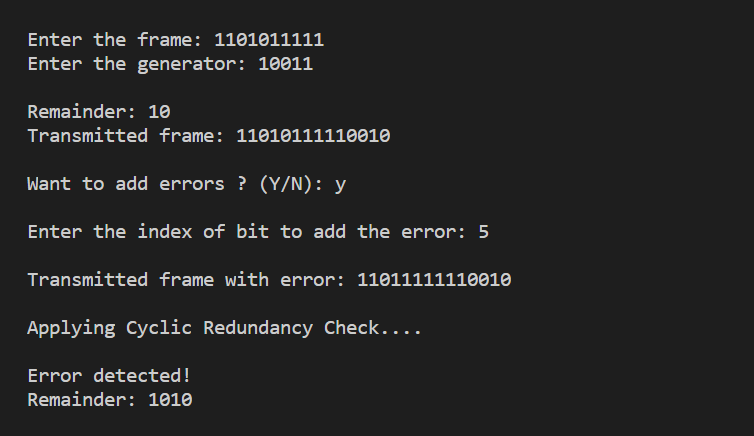 Enter the frame: 1101011111
Enter the generator: 10011
Remainder: 10
Transmitted frame: 11010111110010
Want to add errors ? (Y/N): y
Enter the index of bit to add the error: 5
Transmitted frame with error: 11011111110010
Applying Cyclic Redundancy Check....
Error detected!
Remainder: 1010